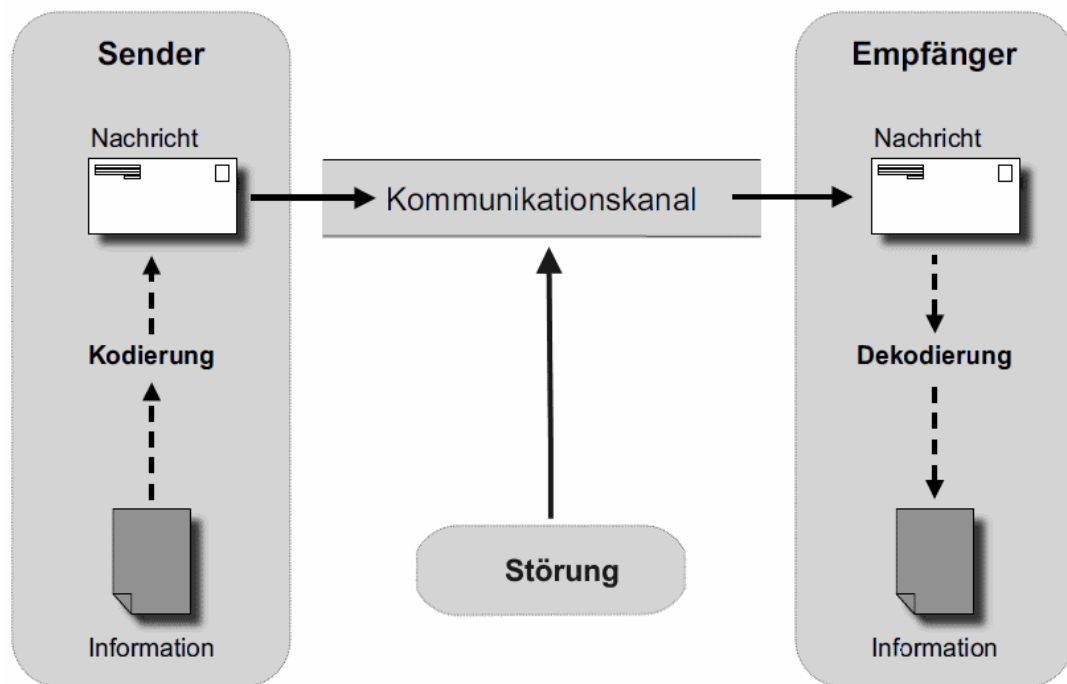 Sender
Nachricht
Kodierung
Information
Kommunikationskanal
Störung
Empfänger
Nachricht
Dekodierung
Information